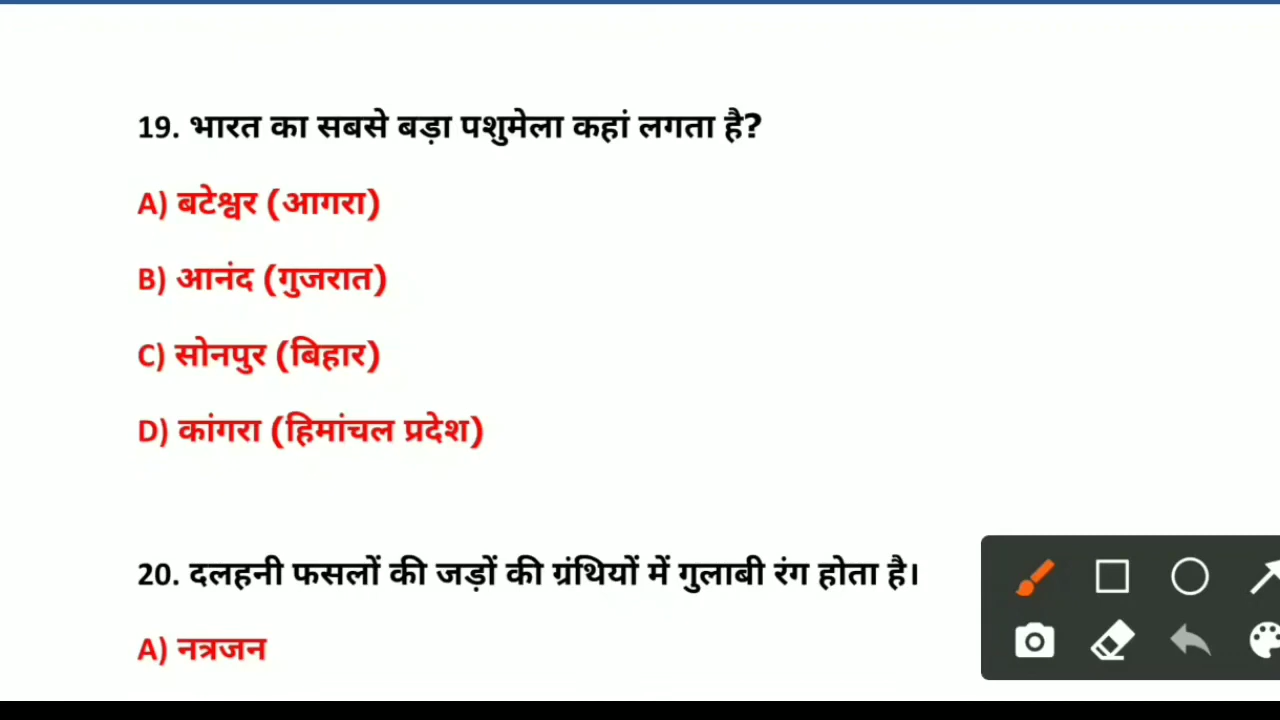 19. भारत का सबसे बड़ा पशुमेला कहां लगता है?
A) बटेश्वर (आगरा)
B) आनंद (गुजरात)
C) सोनपुर (बिहार)
D) कांगरा (हिमांचल प्रदेश)
20. दलहनी फसलों की जड़ों की ग्रंथियों में गुलाबी रंग होता है।
A) नत्रजन